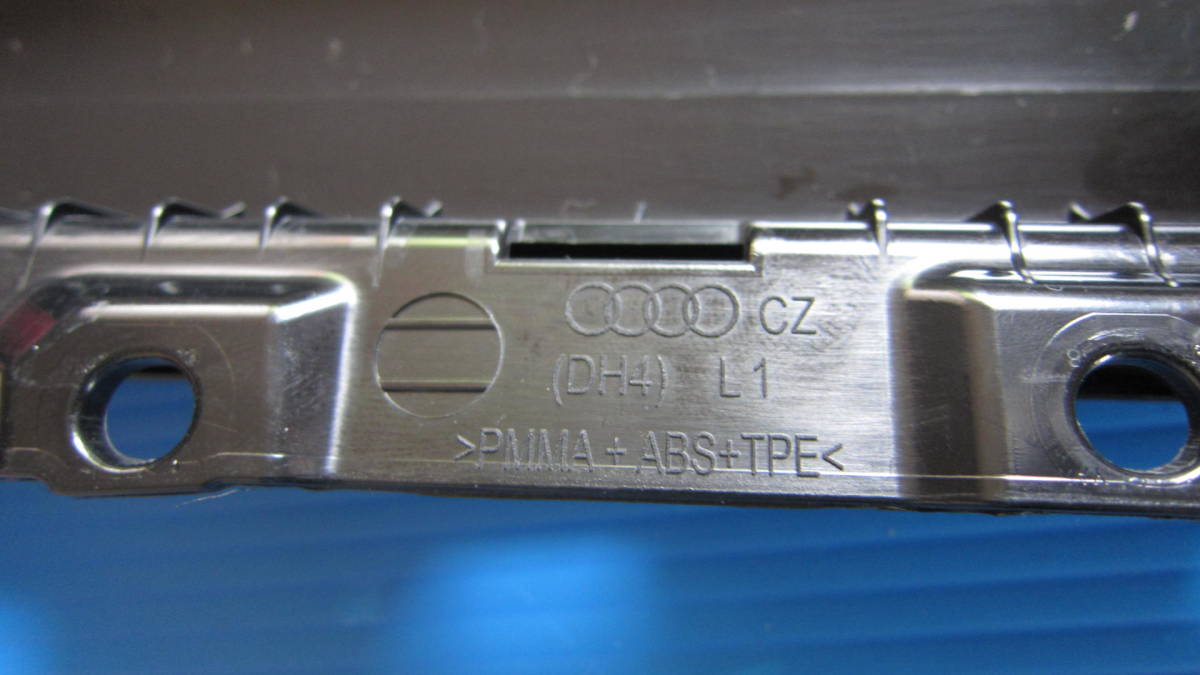 CZ
(DH4) L1
>PMMA + ABS+TPE<